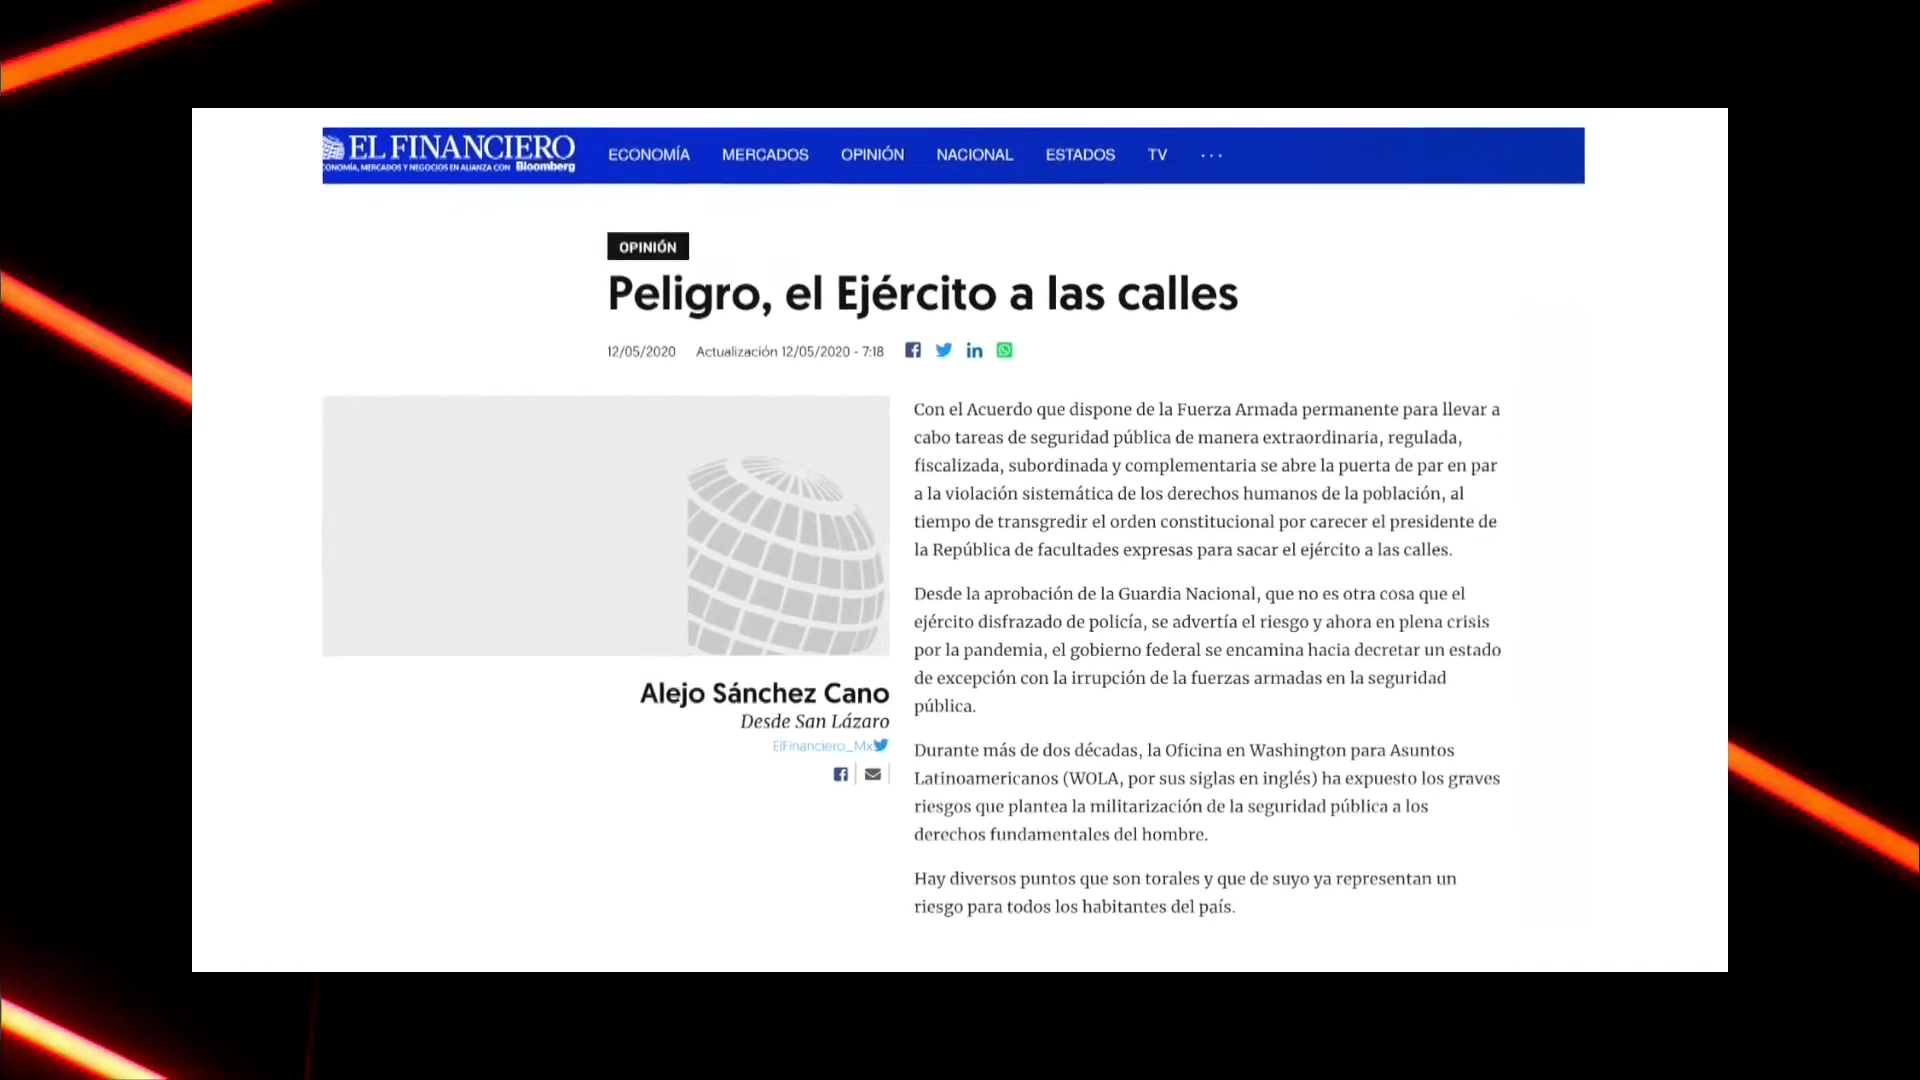 EL FINANCIERO
CONOMÍA, MERCADOS Y NEGOCIOS EN ALIANZA CON Bloomberg
ECONOMÍA MERCADOS OPINIÓN NACIONAL ESTADOS TV ···
OPINIÓN
Peligro, el Ejército a las calles
12/05/2020 Actualización 12/05/2020 - 7:18
Alejo Sánchez Cano
Desde San Lázaro
ElFinanciero_Mx
Con el Acuerdo que dispone de la Fuerza Armada permanente para llevar a
cabo tareas de seguridad pública de manera extraordinaria, regulada,
fiscalizada, subordinada y complementaria se abre la puerta de par en par
a la violación sistemática de los derechos humanos de la población, al
tiempo de transgredir el orden constitucional por carecer el presidente de
la República de facultades expresas para sacar el ejército a las calles.
Desde la aprobación de la Guardia Nacional, que no es otra cosa que el
ejército disfrazado de policía, se advertía el riesgo y ahora en plena crisis
por la pandemia, el gobierno federal se encamina hacia decretar un estado
de excepción con la irrupción de la fuerzas armadas en la seguridad
pública.
Durante más de dos décadas, la Oficina en Washington para Asuntos
Latinoamericanos (WOLA, por sus siglas en inglés) ha expuesto los graves
riesgos que plantea la militarización de la seguridad pública a los
derechos fundamentales del hombre.
Hay diversos puntos que son torales y que de suyo ya representan un
riesgo para todos los habitantes del país.